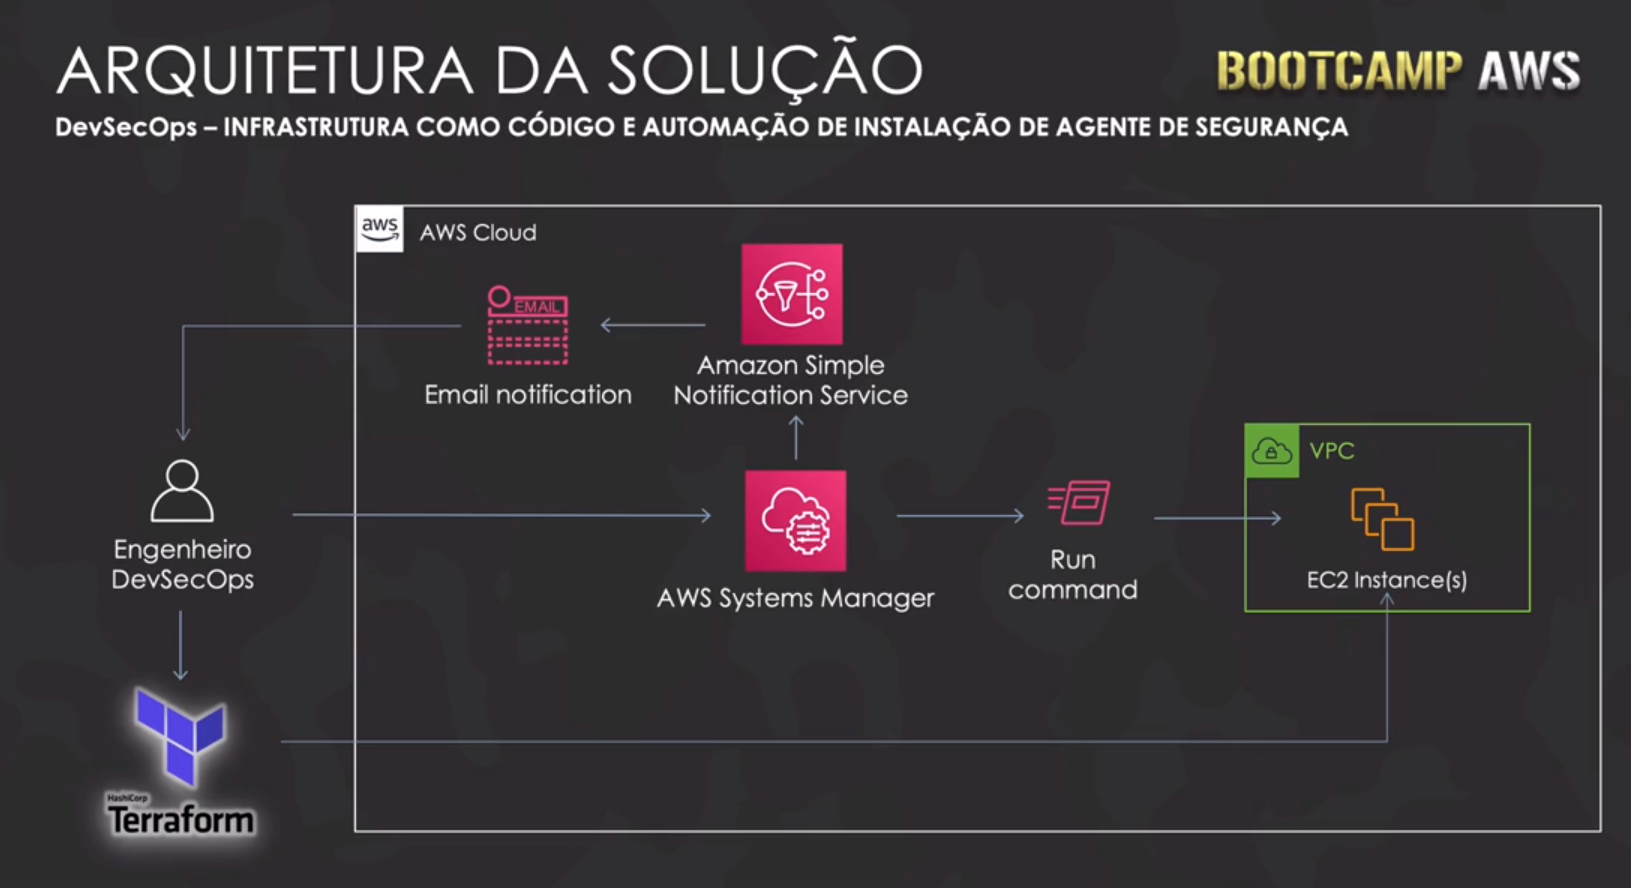 ARQUITETURA DA SOLUÇÃO
BOOTCAMP AWS
DevSecOps – INFRASTRUTURA COMO CÓDIGO E AUTOMAÇÃO DE INSTALAÇÃO DE AGENTE DE SEGURANÇA
aws
AWS Cloud
EMAIL
Email notification
Amazon Simple
Notification Service
VPC
Engenheiro
DevSecOps
AWS Systems Manager
Run
command
EC2 Instance(s)
HashiCorp
Terraform